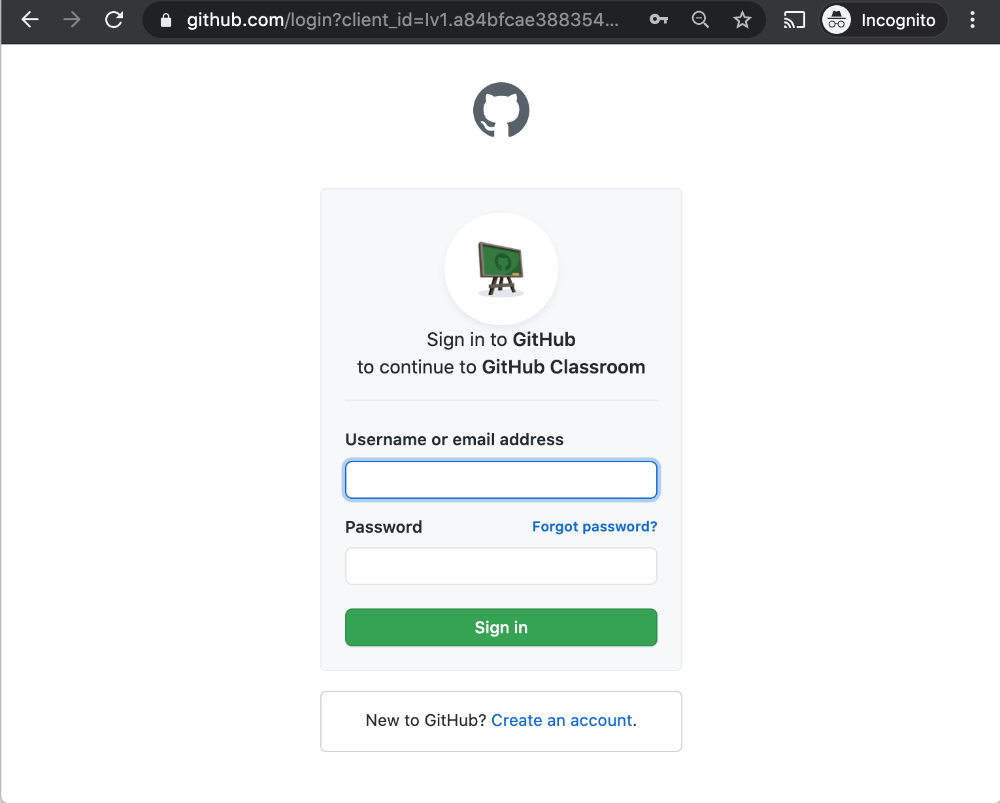 github.com/login?client_id=Iv1.a84bfcae388354...
Incognito
Sign in to GitHub
to continue to GitHub Classroom
Username or email address
Password
Forgot password?
Sign in
New to GitHub? Create an account.